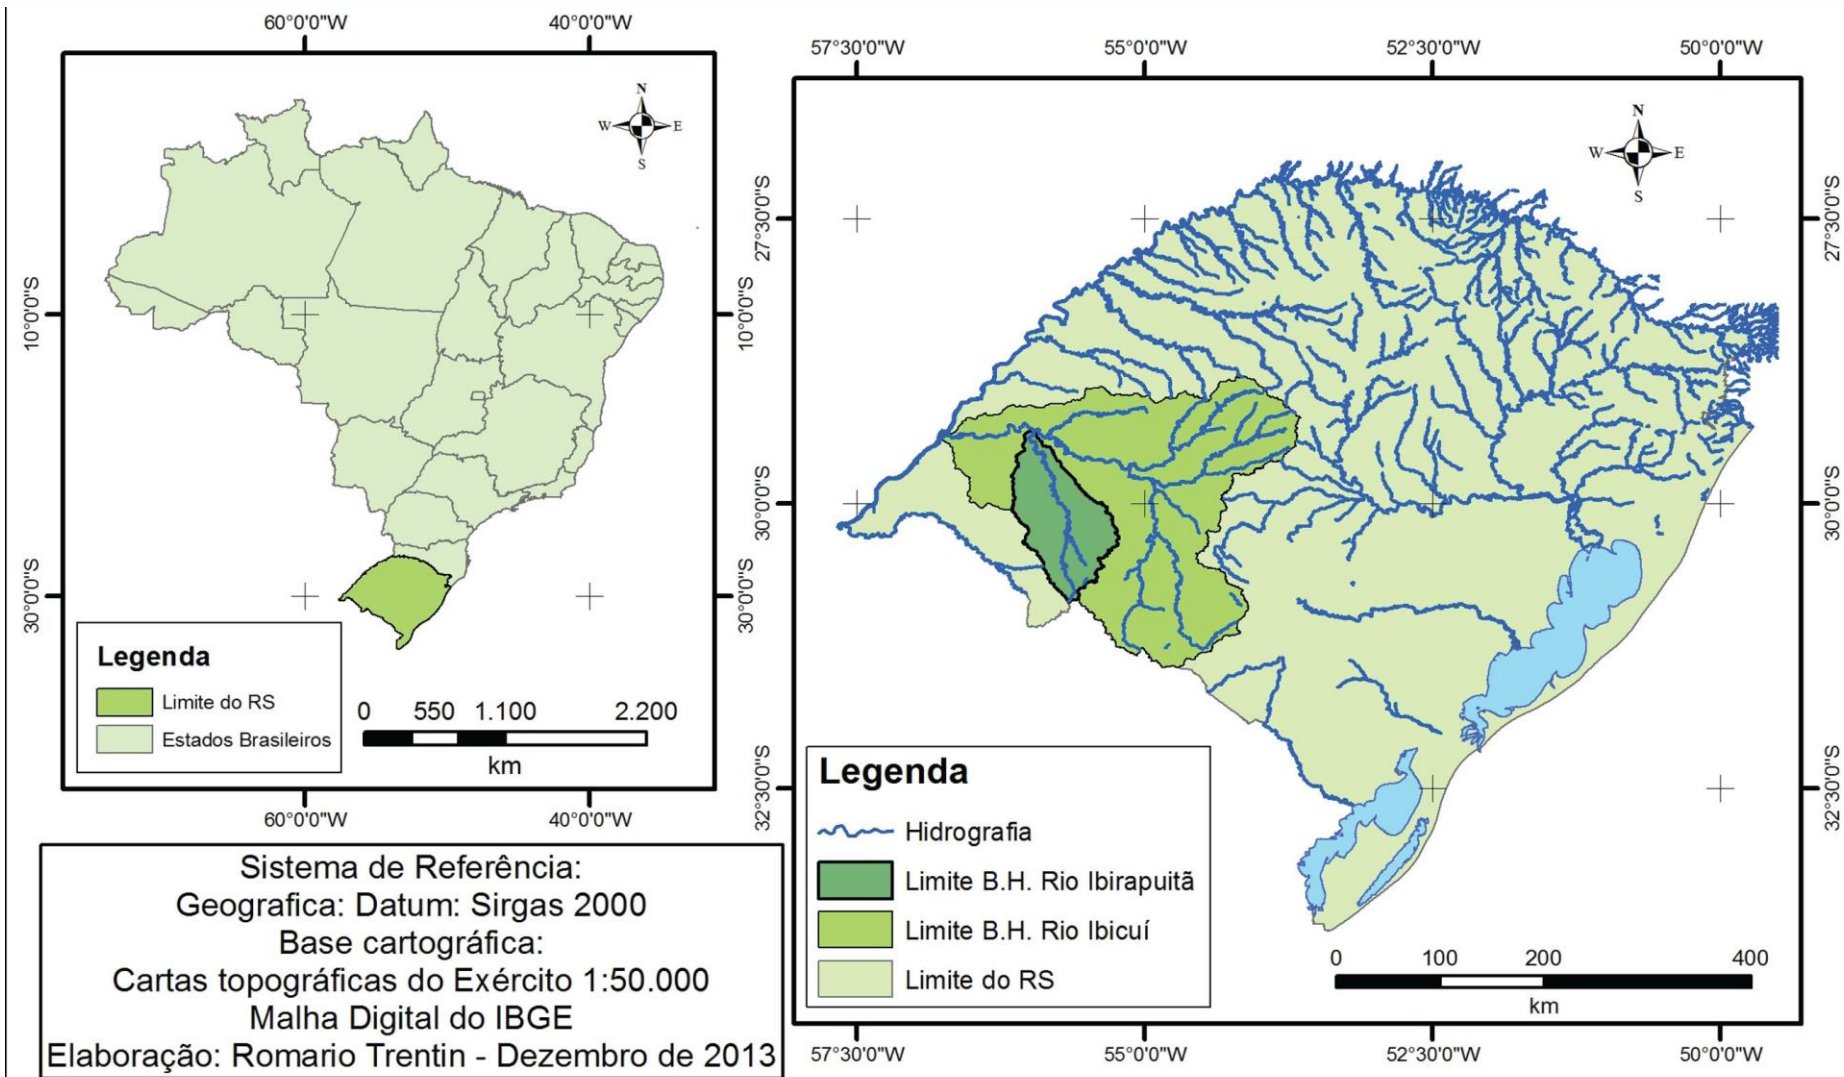 60°0'0"W
40°0'0"W
N
W
E
S
10°0'0"S
10°0'0"S
30°0'0"S
30°0'0"S
Legenda
Limite do RS
Estados Brasileiros
0 550 1.100 2.200
km
60°0'0"W
40°0'0"W
Sistema de Referência:
Geografica: Datum: Sirgas 2000
Base cartográfica:
Cartas topográficas do Exército 1:50.000
Malha Digital do IBGE
Elaboração: Romario Trentin - Dezembro de 2013
57°30'0"W
55°0'0"W
52°30'0"W
50°0'0"W
N
W
E
S
27°30'0"S
27°30'0"S
30°0'0"S
30°0'0"S
32°30'0"S
32°30'0"S
Legenda
Hidrografia
Limite B.H. Rio Ibirapuitã
Limite B.H. Rio Ibicuí
Limite do RS
0 100 200 400
km
57°30'0"W
55°0'0"W
52°30'0"W
50°0'0"W